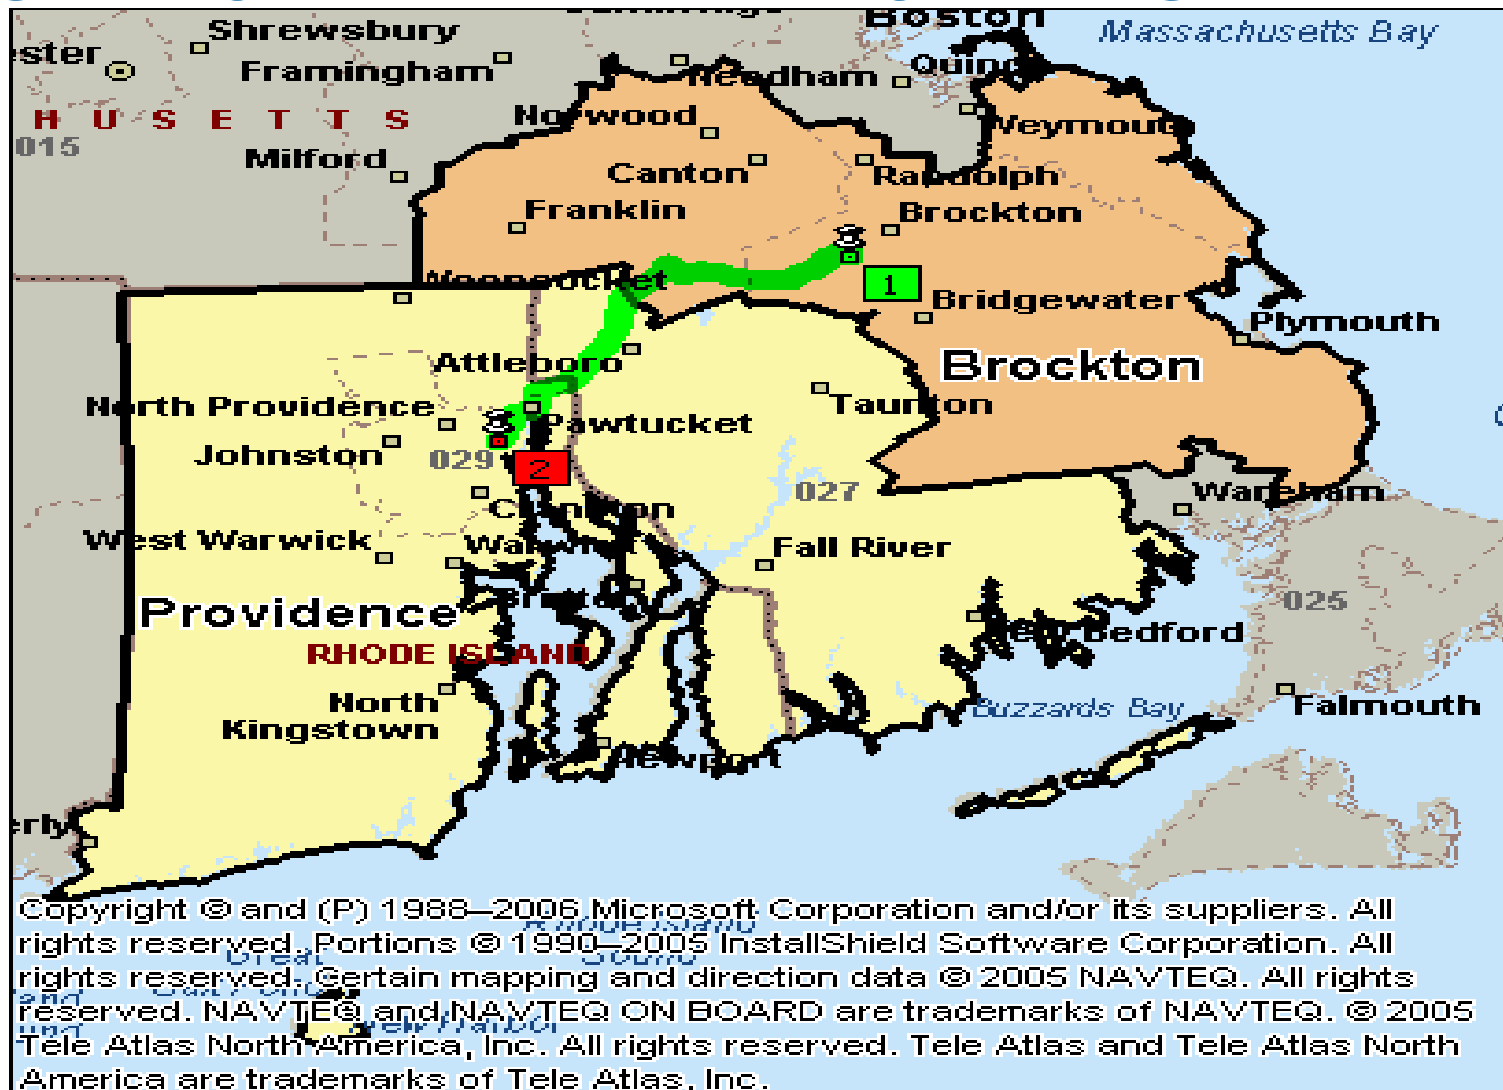 Boston
Massachusetts Bay
Shrewsbury
ester
Framingham
Needham
Quinc
H U S E T T S
Norwood
Weymouth
015
Milford
Canton
Randolph
Franklin
Brockton
Woonsocket
1
Bridgewater
Plymouth
Attleboro
Brockton
North Providence
Taunton
Pawtucket
Johnston
029
2
027
Wareham
Cranston
West Warwick
Warwick
Fall River
Bristol
025
Providence
New Bedford
RHODE ISLAND
North
Kingstown
Buzzards Bay
Falmouth
Newport
erly
Copyright © and (P) 1988–2006 Microsoft Corporation and/or its suppliers. All
rights reserved. Portions © 1990–2005 InstallShield Software Corporation. All
rights reserved. Certain mapping and direction data © 2005 NAVTEQ. All rights
reserved. NAVTEQ and NAVTEQ ON BOARD are trademarks of NAVTEQ. © 2005
Tele Atlas North America, Inc. All rights reserved. Tele Atlas and Tele Atlas North
America are trademarks of Tele Atlas, Inc.